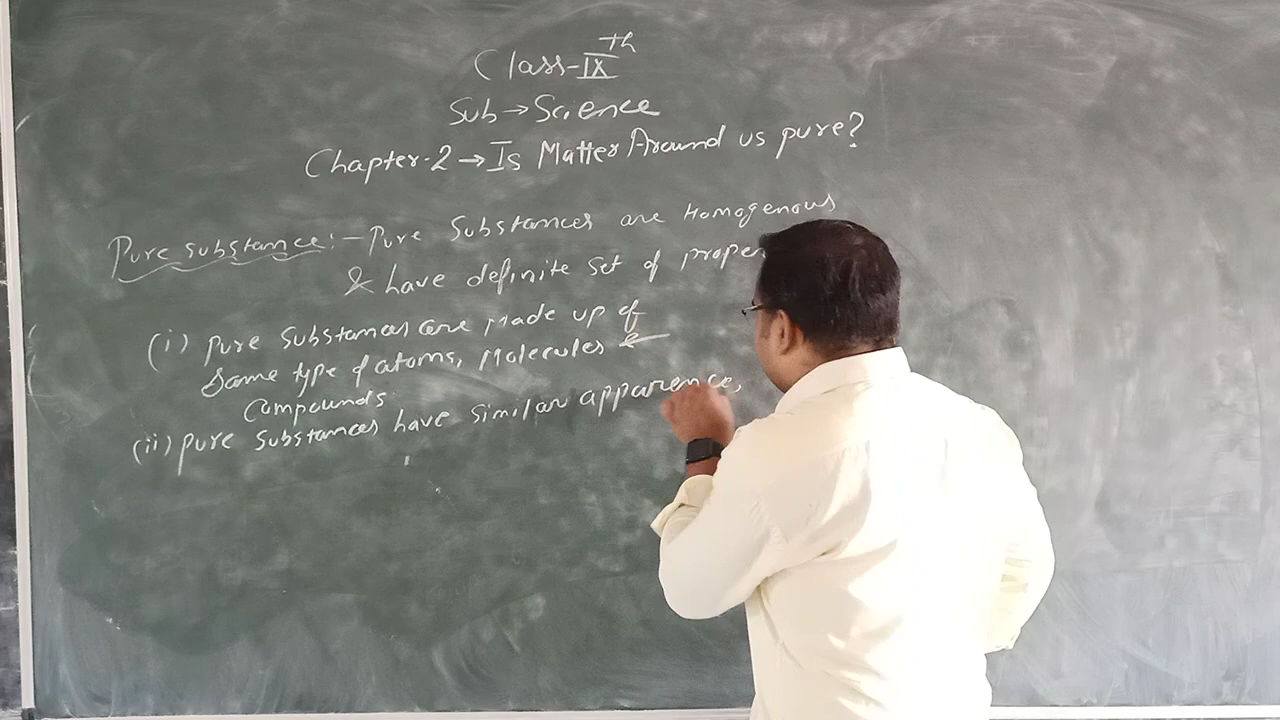 Class-IXth
Sub→Science
Chapter-2→Is Matter Around us pure?
Pure substance:- Pure Substances are Homogenous
& have definite set of proper
(i) pure substances are made up of
Same type of atoms, Molecules &
Compounds
(ii) pure substances have similar apparence,